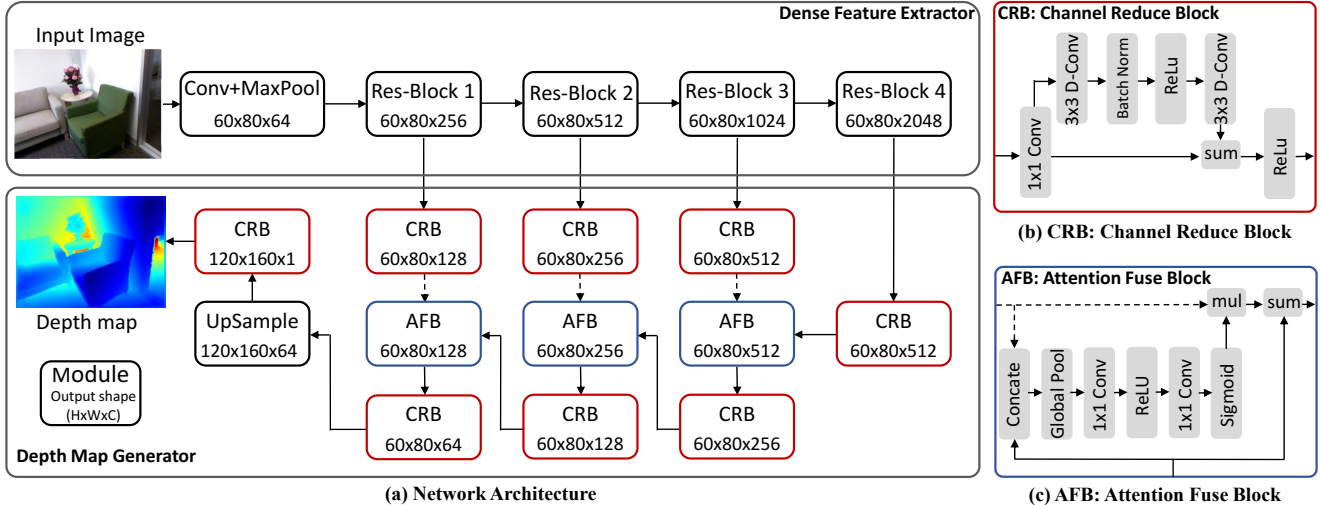 Dense Feature Extractor
Input Image
Conv+MaxPool
60x80x64
Res-Block 1
60x80x256
Res-Block 2
60x80x512
Res-Block 3
60x80x1024
Res-Block 4
60x80x2048
CRB
120x160x1
CRB
60x80x128
CRB
60x80x256
CRB
60x80x512
Depth map
UpSample
120x160x64
AFB
60x80x128
AFB
60x80x256
AFB
60x80x512
CRB
60x80x512
Module
Output shape
(HxWxC)
CRB
60x80x64
CRB
60x80x128
CRB
60x80x256
Depth Map Generator
(a) Network Architecture
CRB: Channel Reduce Block
1x1 Conv
3x3 D-Conv
Batch Norm
ReLu
3x3 D-Conv
sum
ReLu
(b) CRB: Channel Reduce Block
AFB: Attention Fuse Block
mul
sum
Concate
Global Pool
1x1 Conv
ReLU
1x1 Conv
Sigmoid
(c) AFB: Attention Fuse Block